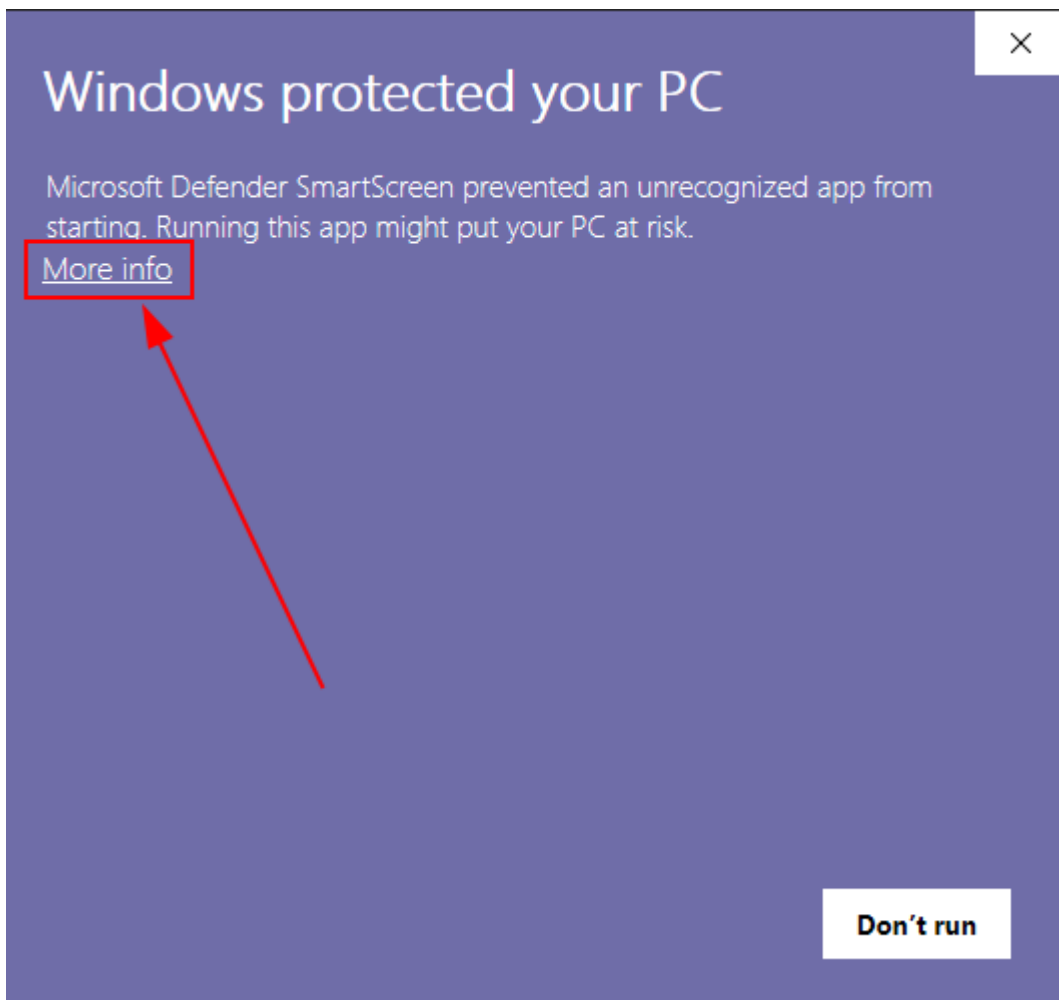 Windows protected your PC
Microsoft Defender SmartScreen prevented an unrecognized app from
starting. Running this app might put your PC at risk.
More info
Don’t run